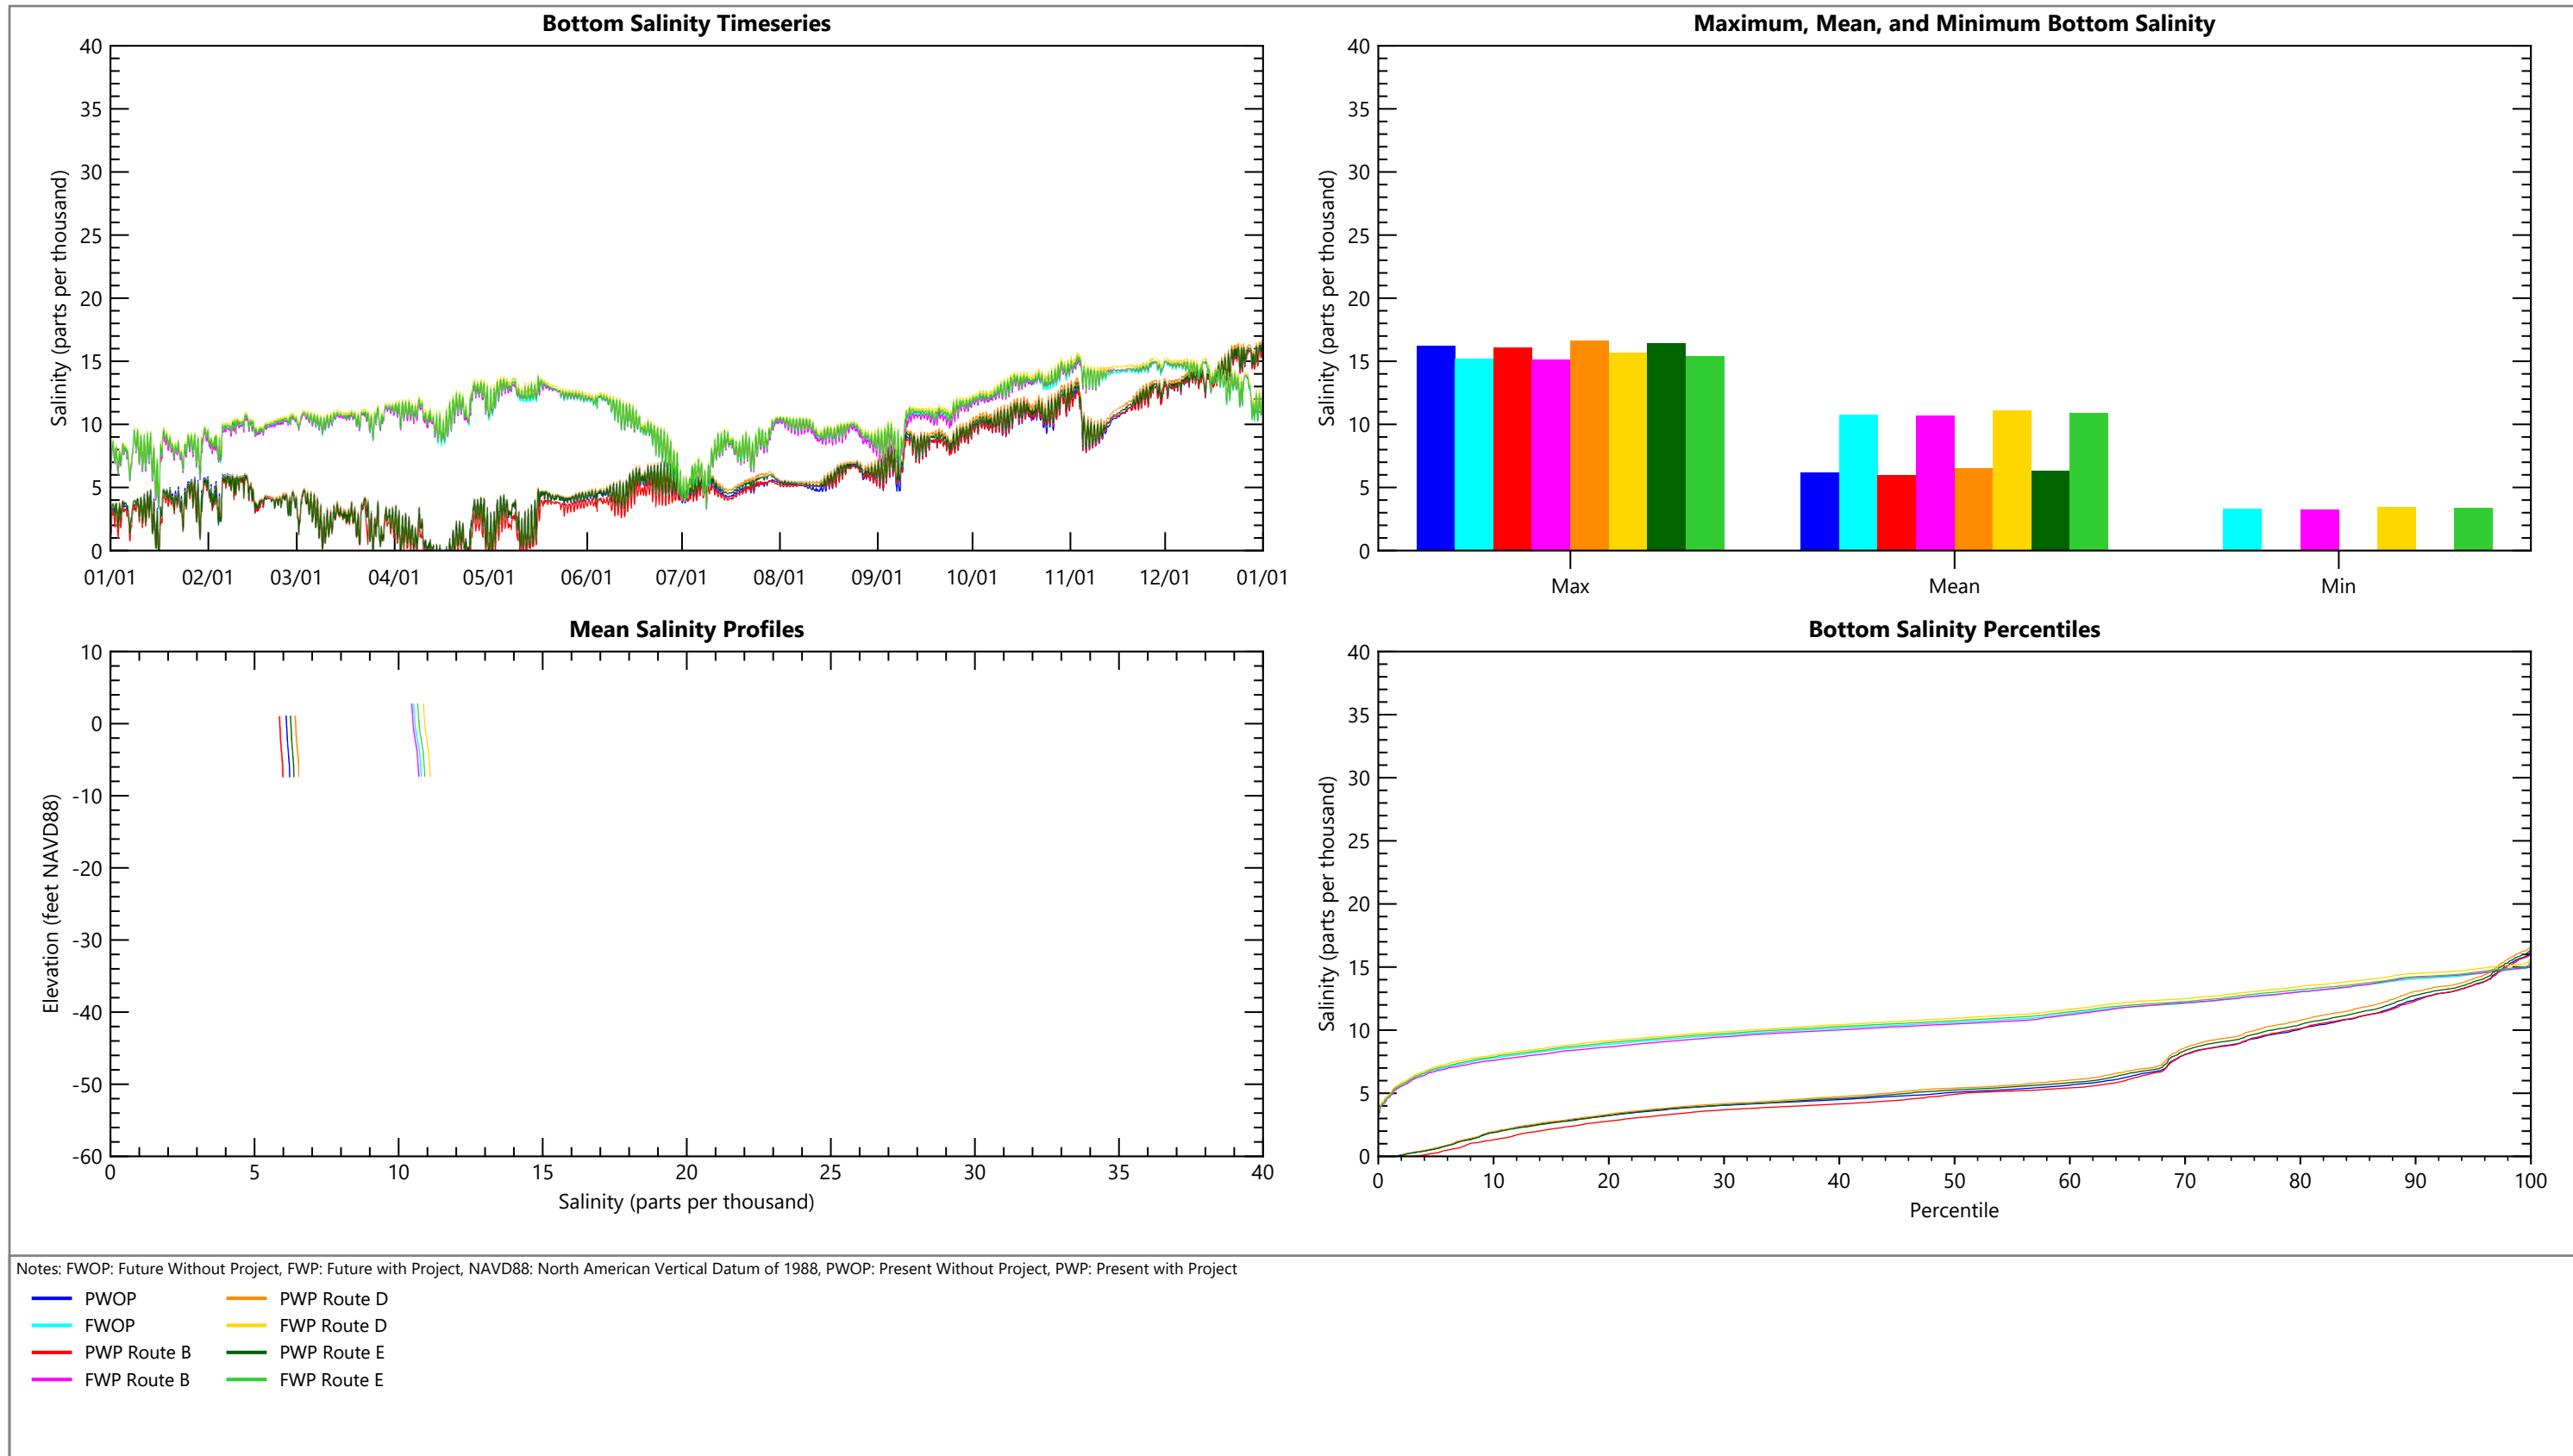 Bottom Salinity Timeseries
Salinity (parts per thousand)
40
35
30
25
20
15
10
5
0
01/01 02/01 03/01 04/01 05/01 06/01 07/01 08/01 09/01 10/01 11/01 12/01 01/01
Maximum, Mean, and Minimum Bottom Salinity
Salinity (parts per thousand)
40
35
30
25
20
15
10
5
0
Max Mean Min
Mean Salinity Profiles
Elevation (feet NAVD88)
10
0
-10
-20
-30
-40
-50
-60
0 5 10 15 20 25 30 35 40
Salinity (parts per thousand)
Bottom Salinity Percentiles
Salinity (parts per thousand)
40
35
30
25
20
15
10
5
0
0 10 20 30 40 50 60 70 80 90 100
Percentile
Notes: FWOP: Future Without Project, FWP: Future with Project, NAVD88: North American Vertical Datum of 1988, PWOP: Present Without Project, PWP: Present with Project
PWOP
FWOP
PWP Route B
FWP Route B
PWP Route D
FWP Route D
PWP Route E
FWP Route E